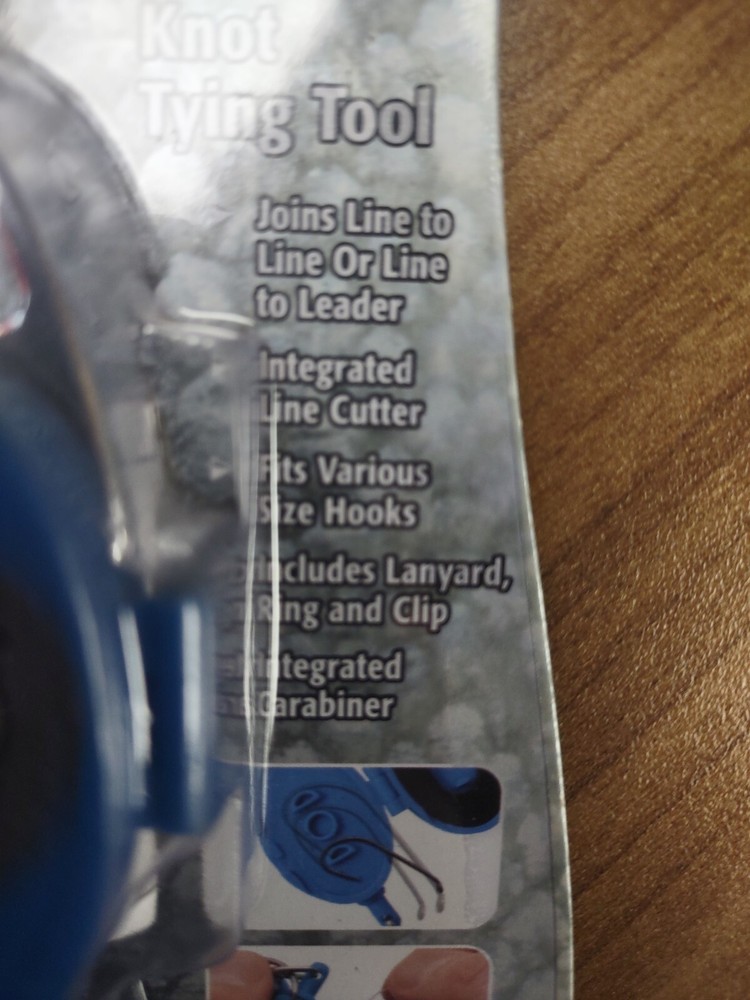 Knot
Tying Tool
Joins Line to
Line Or Line
to Leader
Integrated
Line Cutter
Fits Various
Size Hooks
Includes Lanyard,
Ring and Clip
Integrated
Carabiner